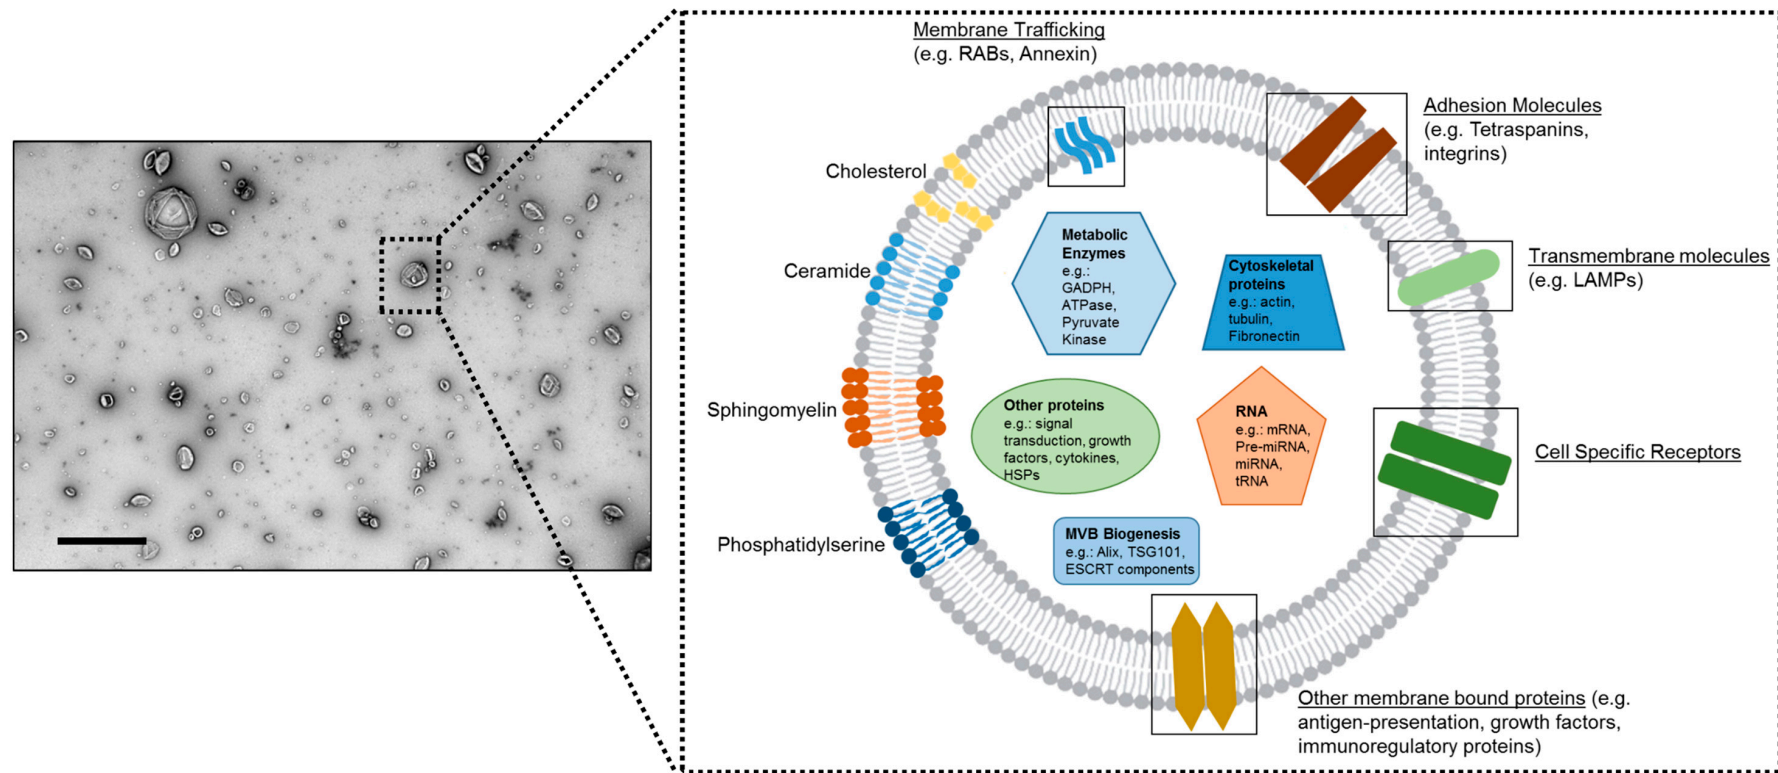 Membrane Trafficking
(e.g. RABs, Annexin)
Adhesion Molecules
(e.g. Tetraspanins,
integrins)
Cholesterol
Ceramide
Sphingomyelin
Phosphatidylserine
Metabolic
Enzymes
e.g.:
GADPH,
ATPase,
Pyruvate
Kinase
Cytoskeletal
proteins
e.g.: actin,
tubulin,
Fibronectin
Transmembrane molecules
(e.g. LAMPs)
Other proteins
e.g.: signal
transduction, growth
factors, cytokines,
HSPs
RNA
e.g.: mRNA,
Pre-miRNA,
miRNA,
tRNA
Cell Specific Receptors
MVB Biogenesis
e.g.: Alix, TSG101,
ESCRT components
Other membrane bound proteins (e.g.
antigen-presentation, growth factors,
immunoregulatory proteins)